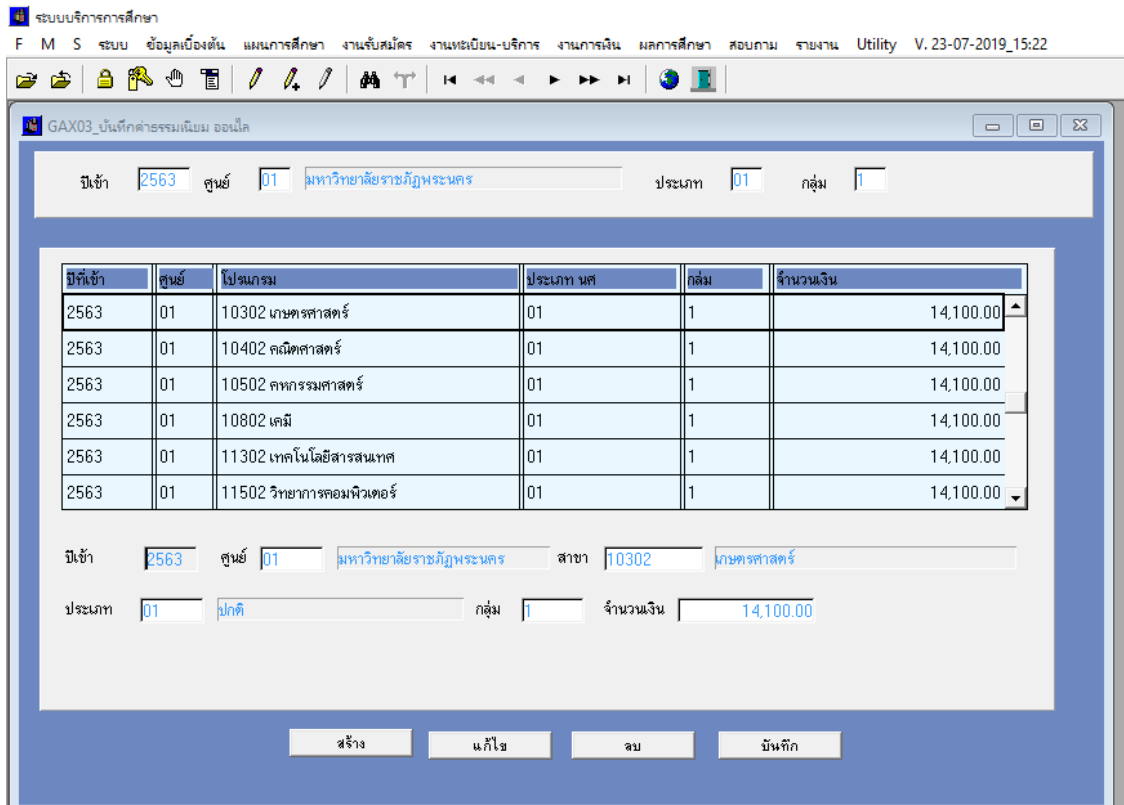 ระบบบริการการศึกษา
F M S ระบบ ข้อมูลเบื้องต้น แผนการศึกษา งานรับสมัคร งานทะเบียน-บริการ งานการเงิน ผลการศึกษา สอบถาม รายงาน Utility V. 23-07-2019_15:22
GAX03_บันทึกค่าธรรมเนียม ออนไล
ปีเข้า 2563 ศูนย์ 01 มหาวิทยาลัยราชภัฏพระนคร ประเภท 01 กลุ่ม 1
ปีที่เข้า ศูนย์ โปรแกรม ประเภท นศ กลุ่ม จำนวนเงิน
2563 01 10302 เกษตรศาสตร์ 01 1 14,100.00
2563 01 10402 คณิตศาสตร์ 01 1 14,100.00
2563 01 10502 คหกรรมศาสตร์ 01 1 14,100.00
2563 01 10802 เคมี 01 1 14,100.00
2563 01 11302 เทคโนโลยีสารสนเทศ 01 1 14,100.00
2563 01 11502 วิทยาการคอมพิวเตอร์ 01 1 14,100.00
ปีเข้า 2563 ศูนย์ 01 มหาวิทยาลัยราชภัฏพระนคร สาขา 10302 เกษตรศาสตร์
ประเภท 01 ปกติ กลุ่ม 1 จำนวนเงิน 14,100.00
สร้าง แก้ไข ลบ บันทึก